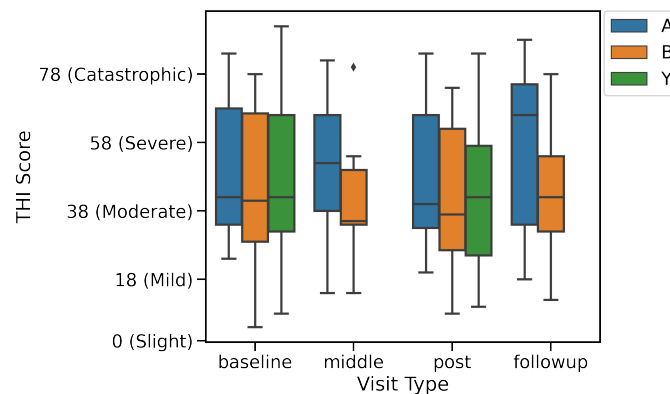 THI Score
78 (Catastrophic)
58 (Severe)
38 (Moderate)
18 (Mild)
0 (Slight)
baseline middle post followup
Visit Type
A
B
Y